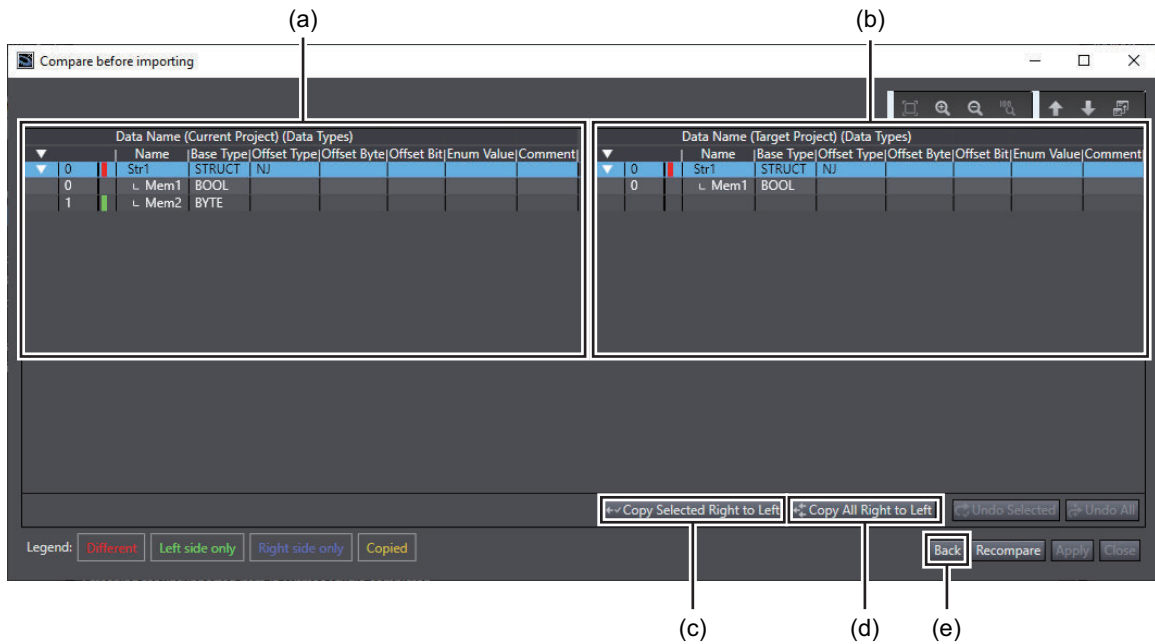 (a) (b)
Compare before importing
Data Name (Current Project) (Data Types) Data Name (Target Project) (Data Types)
Name Base Type Offset Type Offset Byte Offset Bit Enum Value Comment Name Base Type Offset Type Offset Byte Offset Bit Enum Value Comment
0 Str1 STRUCT NJ 0 Str1 STRUCT NJ
0 Mem1 BOOL 0 Mem1 BOOL
1 Mem2 BYTE
Copy Selected Right to Left Copy All Right to Left Undo Selected Undo All
Legend: Different Left side only Right side only Copied Back Recompare Apply Close
(c) (d) (e)